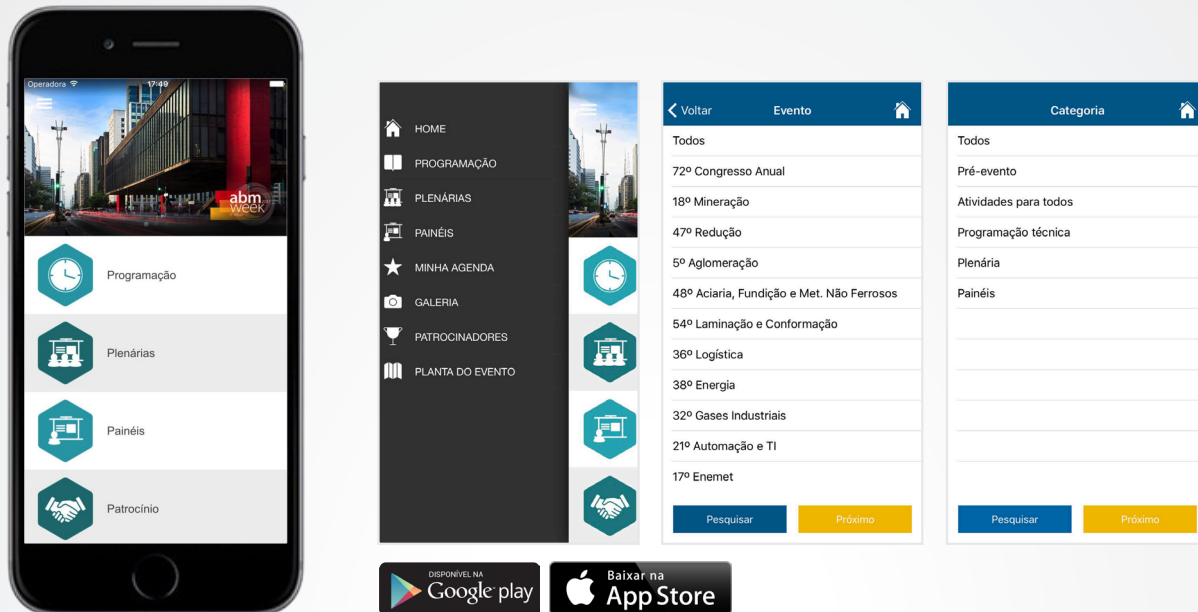 Operadora 17:49
abm
week
Programação
Plenárias
Painéis
Patrocínio
HOME
PROGRAMAÇÃO
PLENÁRIAS
PAINÉIS
MINHA AGENDA
GALERIA
PATROCINADORES
PLANTA DO EVENTO
Voltar Evento
Todos
72º Congresso Anual
18º Mineração
47º Redução
5º Aglomeração
48º Aciaria, Fundição e Met. Não Ferrosos
54º Laminação e Conformação
36º Logística
38º Energia
32º Gases Industriais
21º Automação e TI
17º Enemet
Pesquisar Próximo
Categoria
Todos
Pré-evento
Atividades para todos
Programação técnica
Plenária
Painéis
Pesquisar Próximo
DISPONÍVEL NA
Google play
Baixar na
App Store